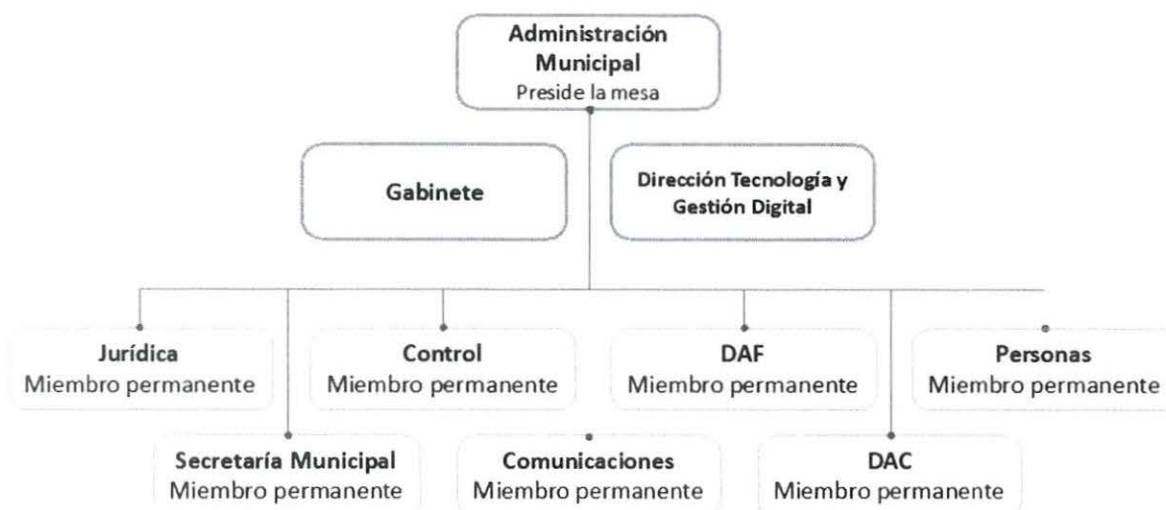 Administración
Municipal
Preside la mesa
Gabinete
Dirección Tecnología y
Gestión Digital
Jurídica
Miembro permanente
Control
Miembro permanente
DAF
Miembro permanente
Personas
Miembro permanente
Secretaría Municipal
Miembro permanente
Comunicaciones
Miembro permanente
DAC
Miembro permanente